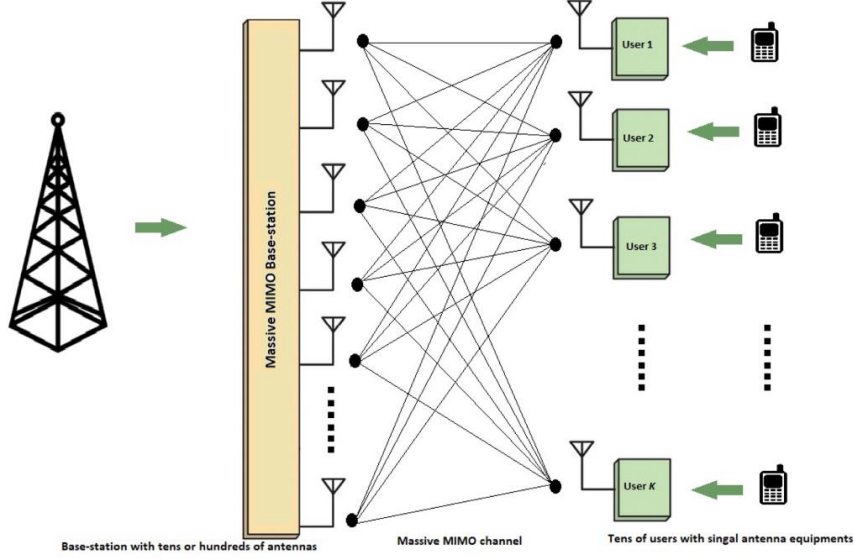 User 1
User 2
Massive MIMO Base-station
User 3
User K
Base-station with tens or hundreds of antennas
Massive MIMO channel
Tens of users with singal antenna equipments